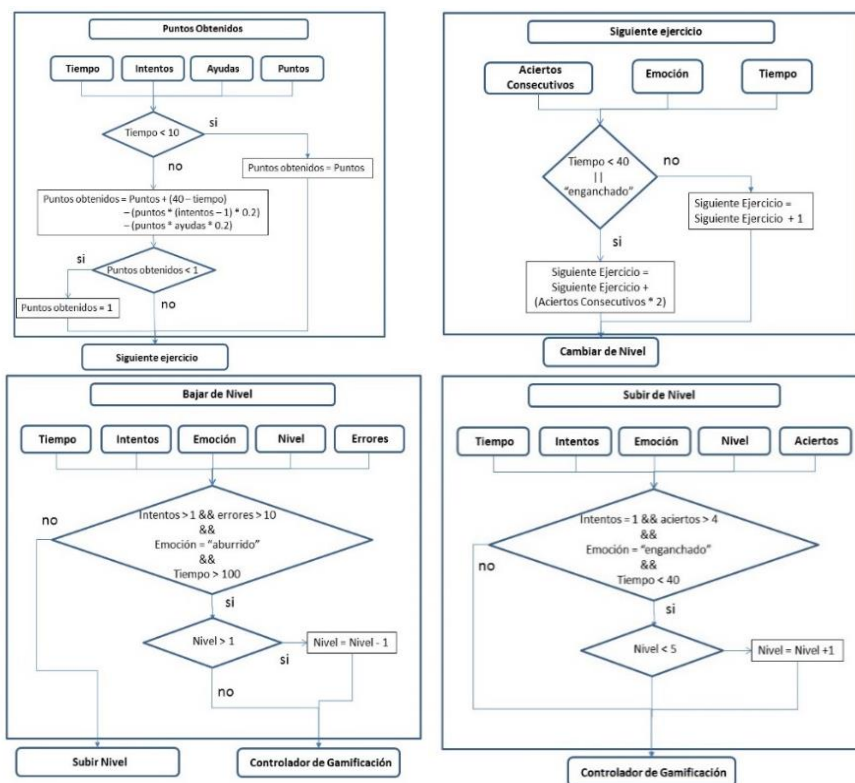 Puntos Obtenidos
Tiempo
Intentos
Ayudas
Puntos
Tiempo < 10
si
no
Puntos obtenidos = Puntos
Puntos obtenidos = Puntos + (40 – tiempo)
– (puntos * (intentos – 1) * 0.2)
– (puntos * ayudas * 0.2)
si
Puntos obtenidos < 1
no
Puntos obtenidos = 1
Siguiente ejercicio
Siguiente ejercicio
Aciertos
Consecutivos
Emoción
Tiempo
Tiempo < 40
||
"enganchado"
no
si
Siguiente Ejercicio =
Siguiente Ejercicio + 1
Siguiente Ejercicio =
Siguiente Ejercicio +
(Aciertos Consecutivos * 2)
Cambiar de Nivel
Bajar de Nivel
Tiempo
Intentos
Emoción
Nivel
Errores
no
Intentos > 1 && errores > 10
&&
Emoción = "aburrido"
&&
Tiempo > 100
si
Nivel > 1
si
Nivel = Nivel - 1
no
Subir Nivel
Controlador de Gamificación
Subir de Nivel
Tiempo
Intentos
Emoción
Nivel
Aciertos
Intentos = 1 && aciertos > 4
&&
Emoción = "enganchado"
&&
Tiempo < 40
no
si
Nivel < 5
Nivel = Nivel +1
Controlador de Gamificación